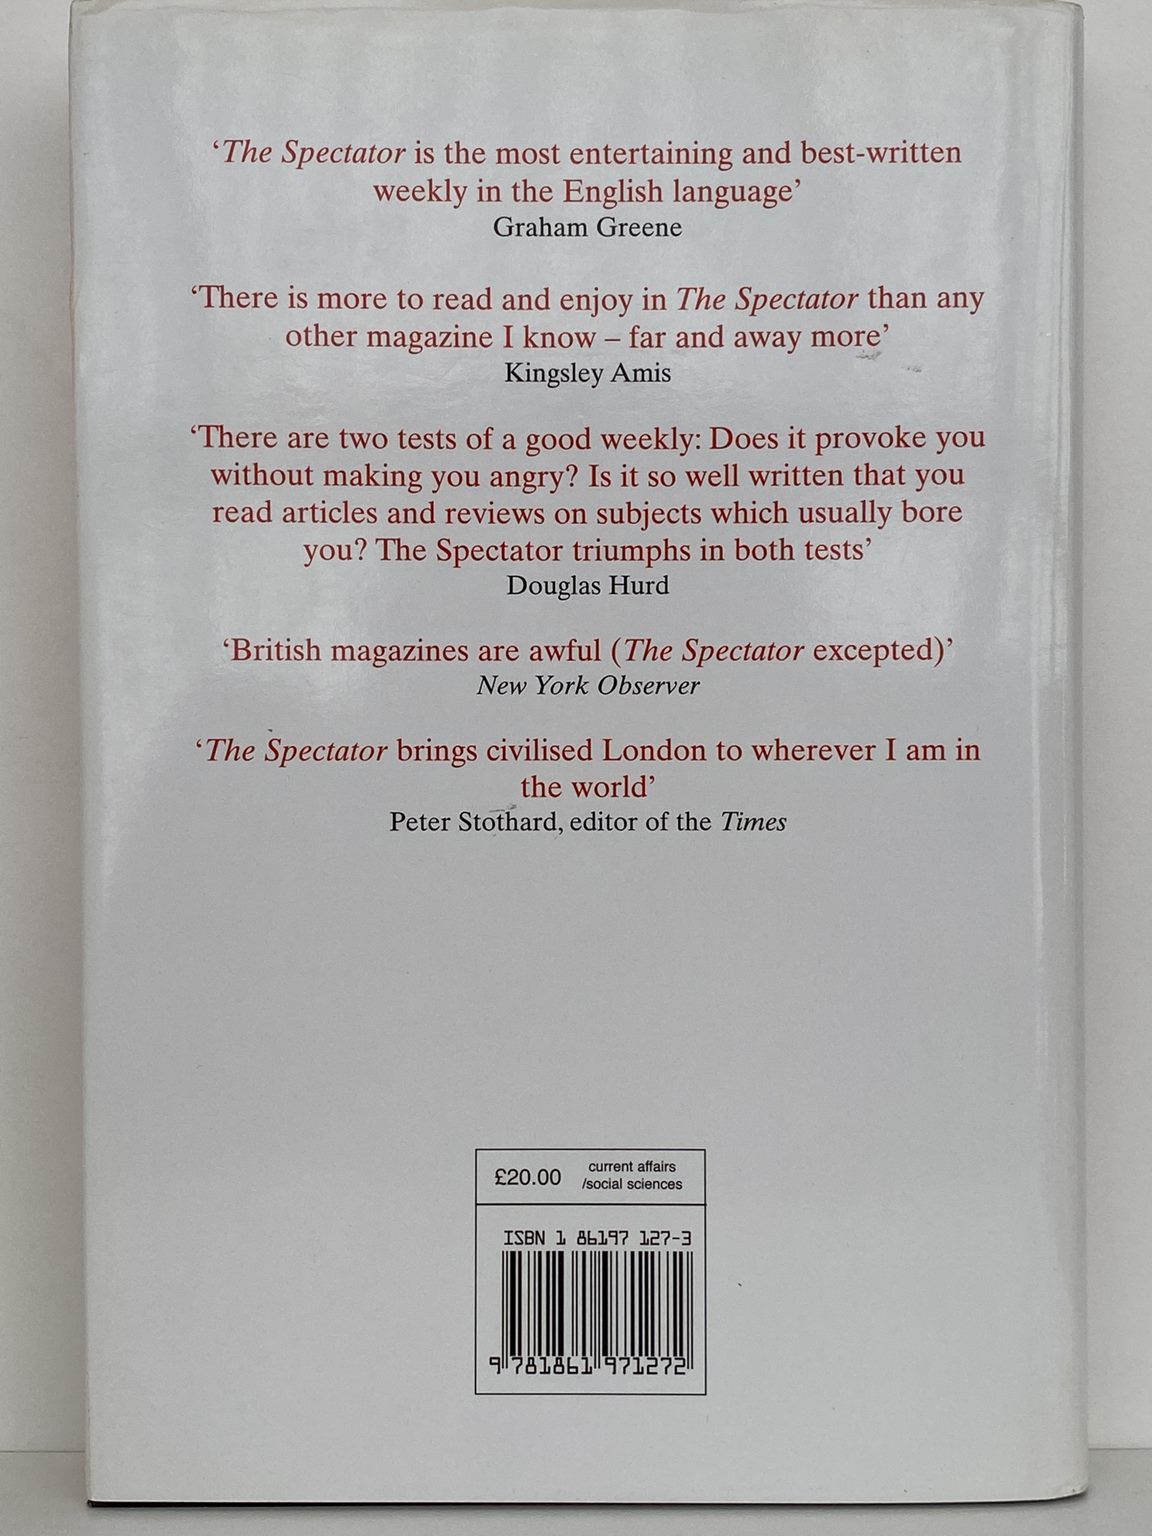 ‘The Spectator is the most entertaining and best-written
weekly in the English language’
Graham Greene
‘There is more to read and enjoy in The Spectator than any
other magazine I know – far and away more’
Kingsley Amis
‘There are two tests of a good weekly: Does it provoke you
without making you angry? Is it so well written that you
read articles and reviews on subjects which usually bore
you? The Spectator triumphs in both tests’
Douglas Hurd
‘British magazines are awful (The Spectator excepted)’
New York Observer
‘The Spectator brings civilised London to wherever I am in
the world’
Peter Stothard, editor of the Times
£20.00
current affairs
/social sciences
ISBN 1 86197 127-3
9 781861 971272